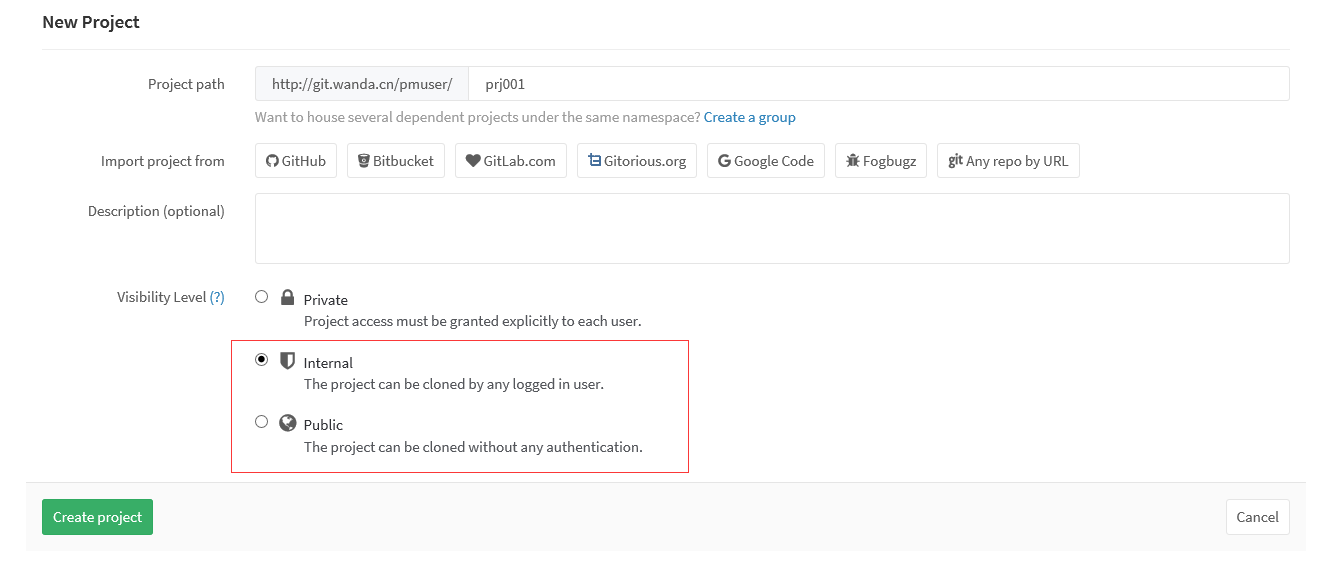 New Project
Project path http://git.wanda.cn/pmuser/ prj001
Want to house several dependent projects under the same namespace? Create a group
Import project from GitHub Bitbucket GitLab.com Gitorious.org Google Code Fogbugz git Any repo by URL
Description (optional)
Visibility Level (?) Private
Project access must be granted explicitly to each user.
Internal
The project can be cloned by any logged in user.
Public
The project can be cloned without any authentication.
Create project Cancel